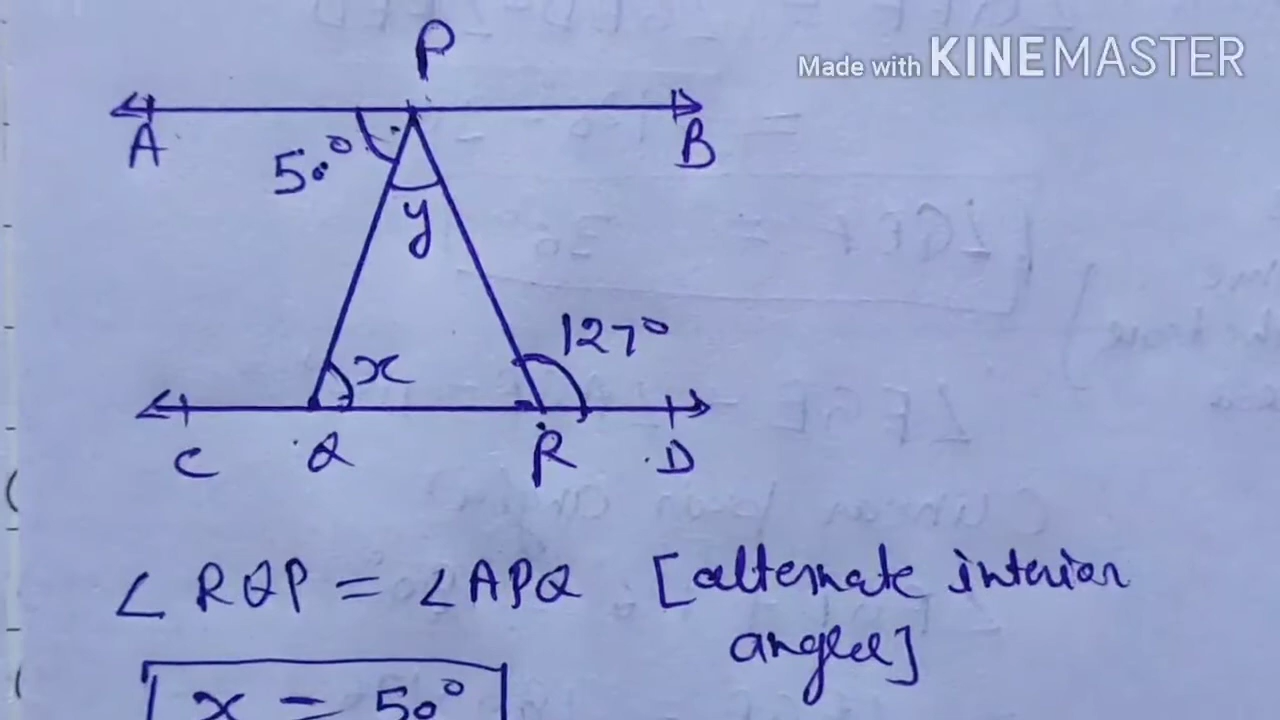 Made with KINEMASTER
P
A
B
50°
y
127°
x
C Q R D
∠RQP = ∠APQ [alternate interior
angles]
x = 50°